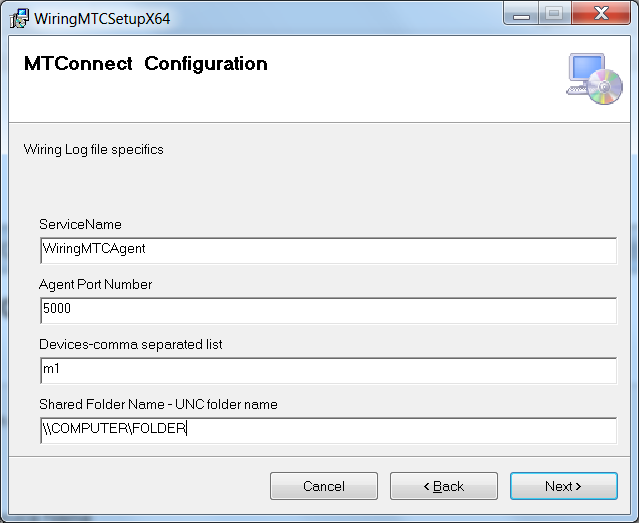 WiringMTCSetupX64
MTConnect Configuration
Wiring Log file specifics
ServiceName
WiringMTCAgent
Agent Port Number
5000
Devices-comma separated list
m1
Shared Folder Name - UNC folder name
\\COMPUTER\FOLDER
Cancel
< Back
Next >